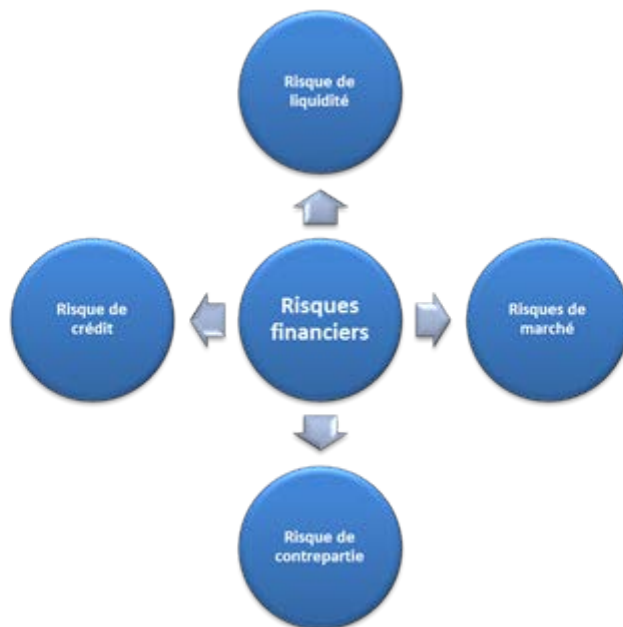 Risque de
liquidité
Risque de
crédit
Risques
financiers
Risques de
marché
Risque de
contrepartie